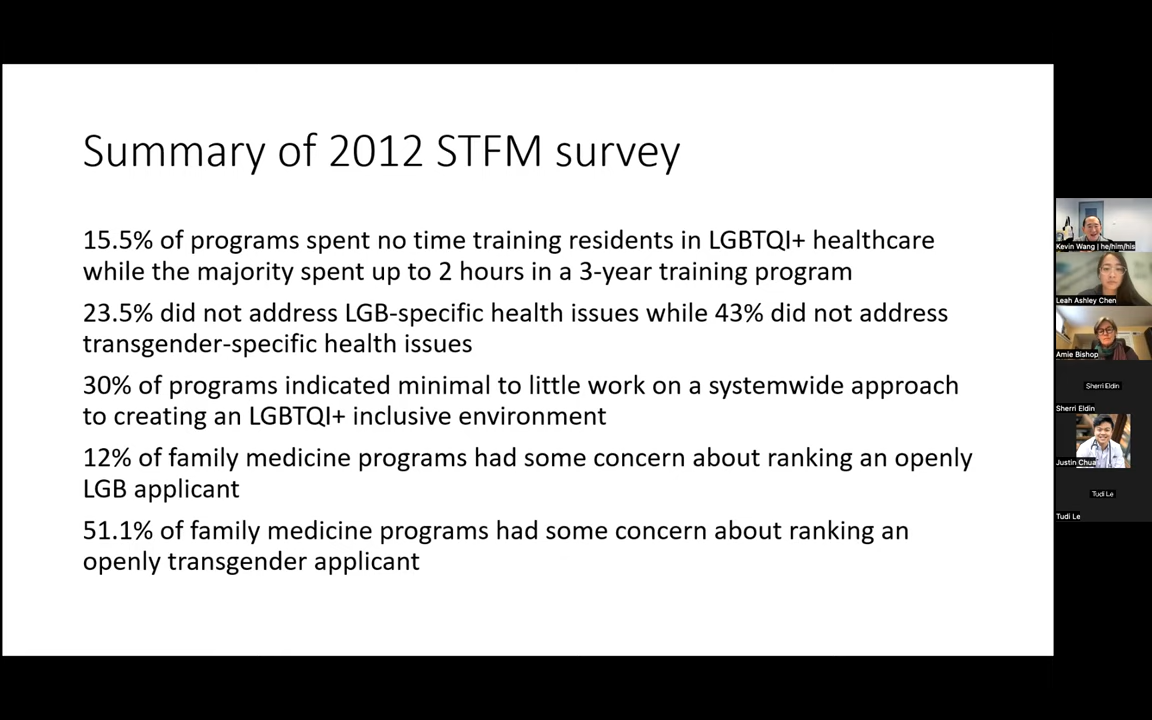 Summary of 2012 STFM survey
15.5% of programs spent no time training residents in LGBTQI+ healthcare
while the majority spent up to 2 hours in a 3-year training program
23.5% did not address LGB-specific health issues while 43% did not address
transgender-specific health issues
30% of programs indicated minimal to little work on a systemwide approach
to creating an LGBTQI+ inclusive environment
12% of family medicine programs had some concern about ranking an openly
LGB applicant
51.1% of family medicine programs had some concern about ranking an
openly transgender applicant
Kevin Wang | he/him/his
Leah Ashley Chen
Amie Bishop
Sherri Eldin
Sherri Eldin
Justin Chua
Tudi Le
Tudi Le